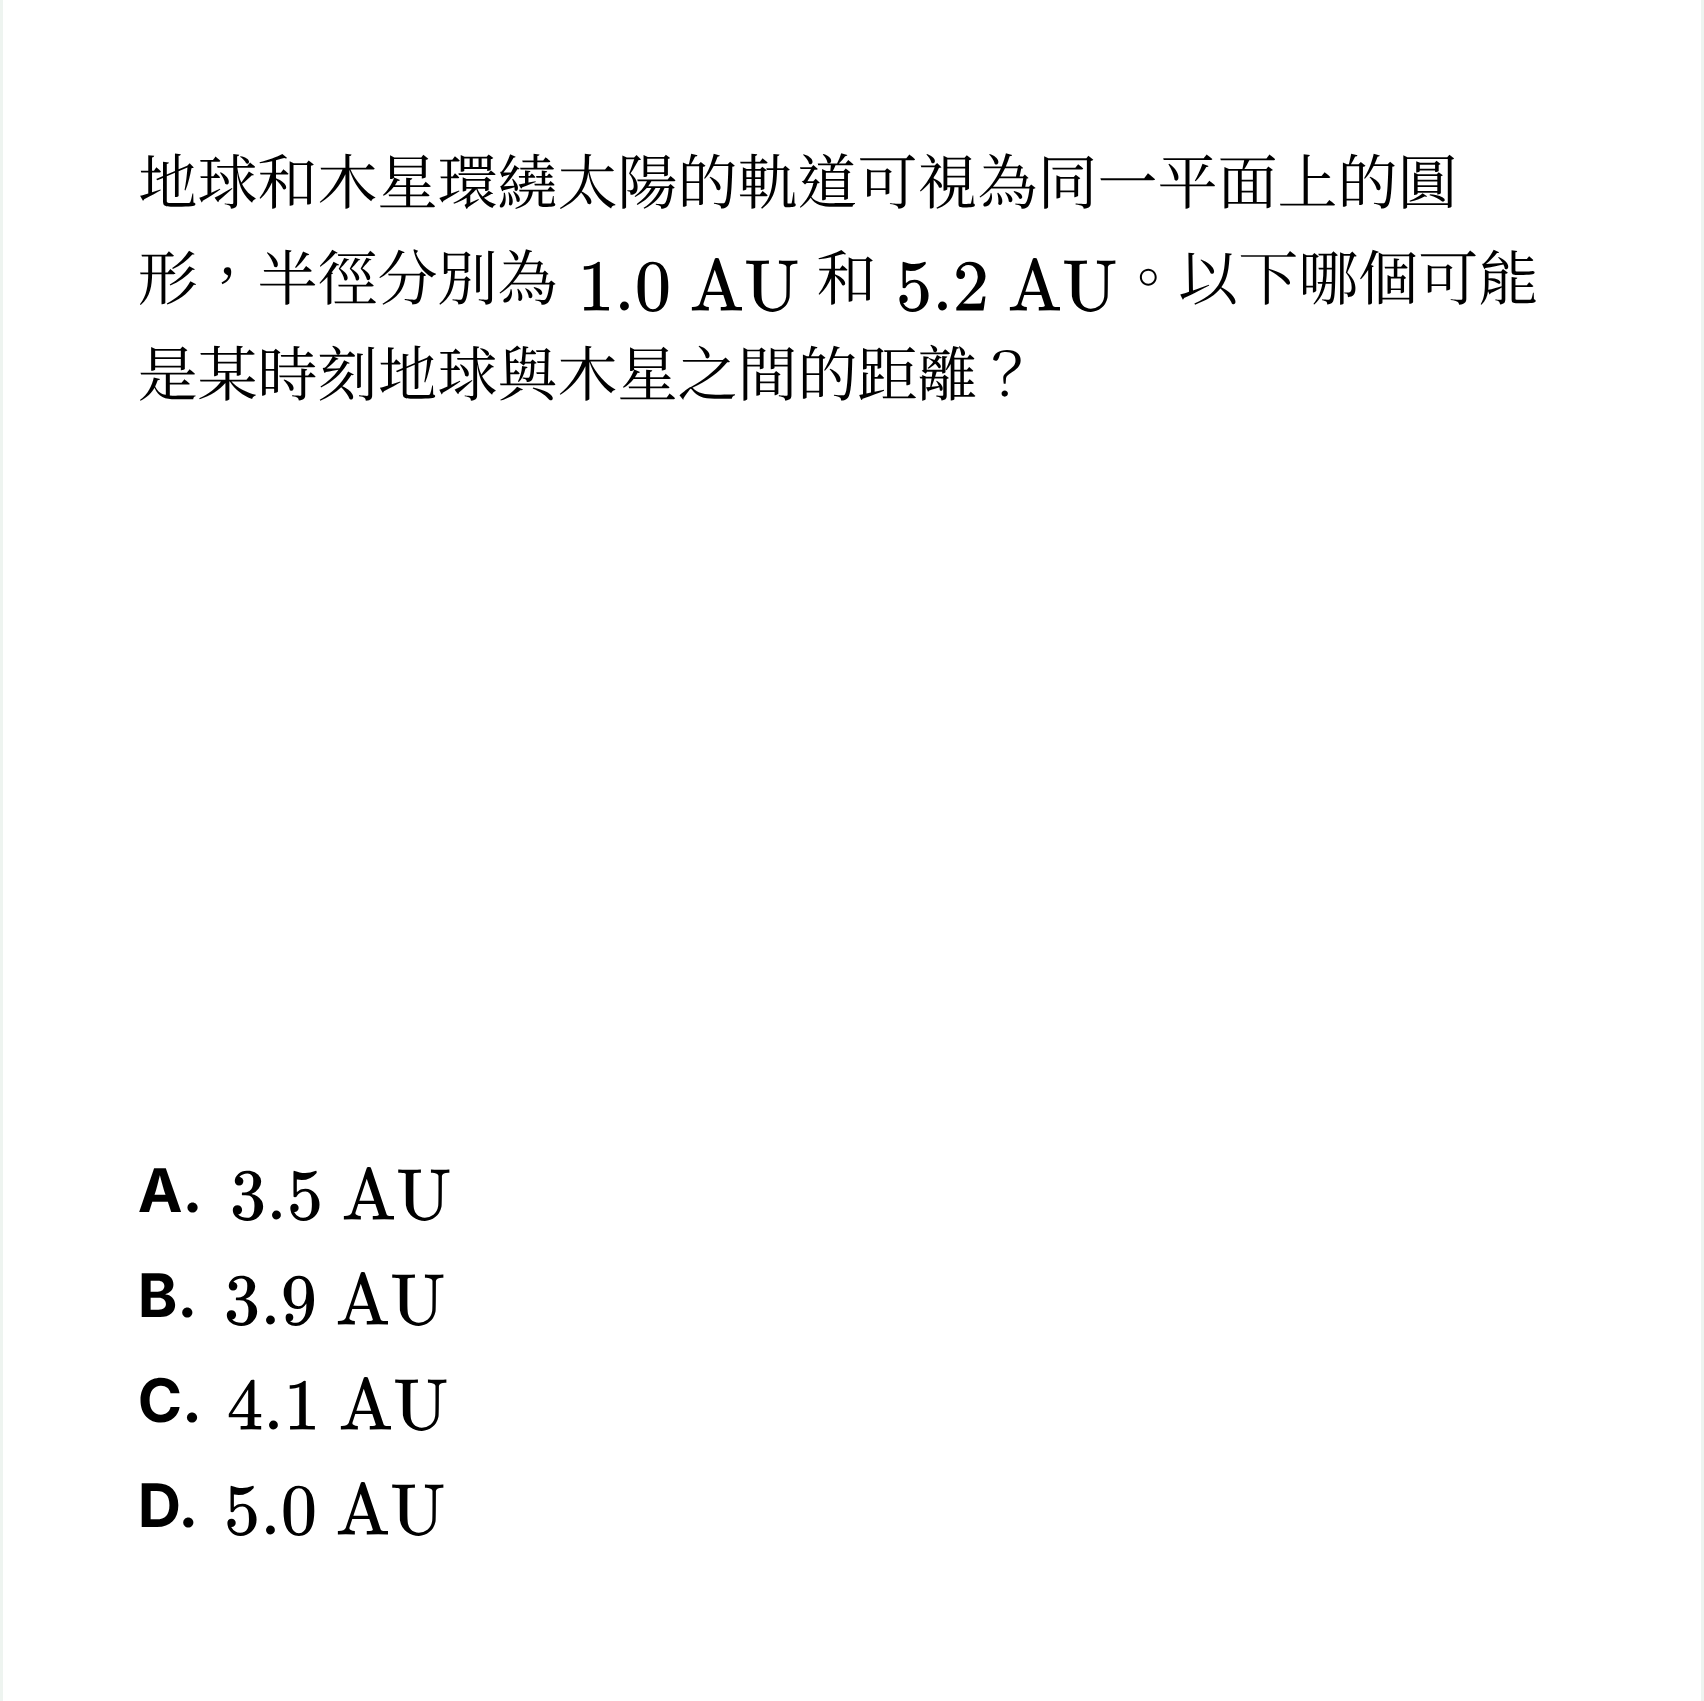 地球和木星環繞太陽的軌道可視為同一平面上的圓
形，半徑分別為 1.0 AU 和 5.2 AU。以下哪個可能
是某時刻地球與木星之間的距離？
A. 3.5 AU
B. 3.9 AU
C. 4.1 AU
D. 5.0 AU